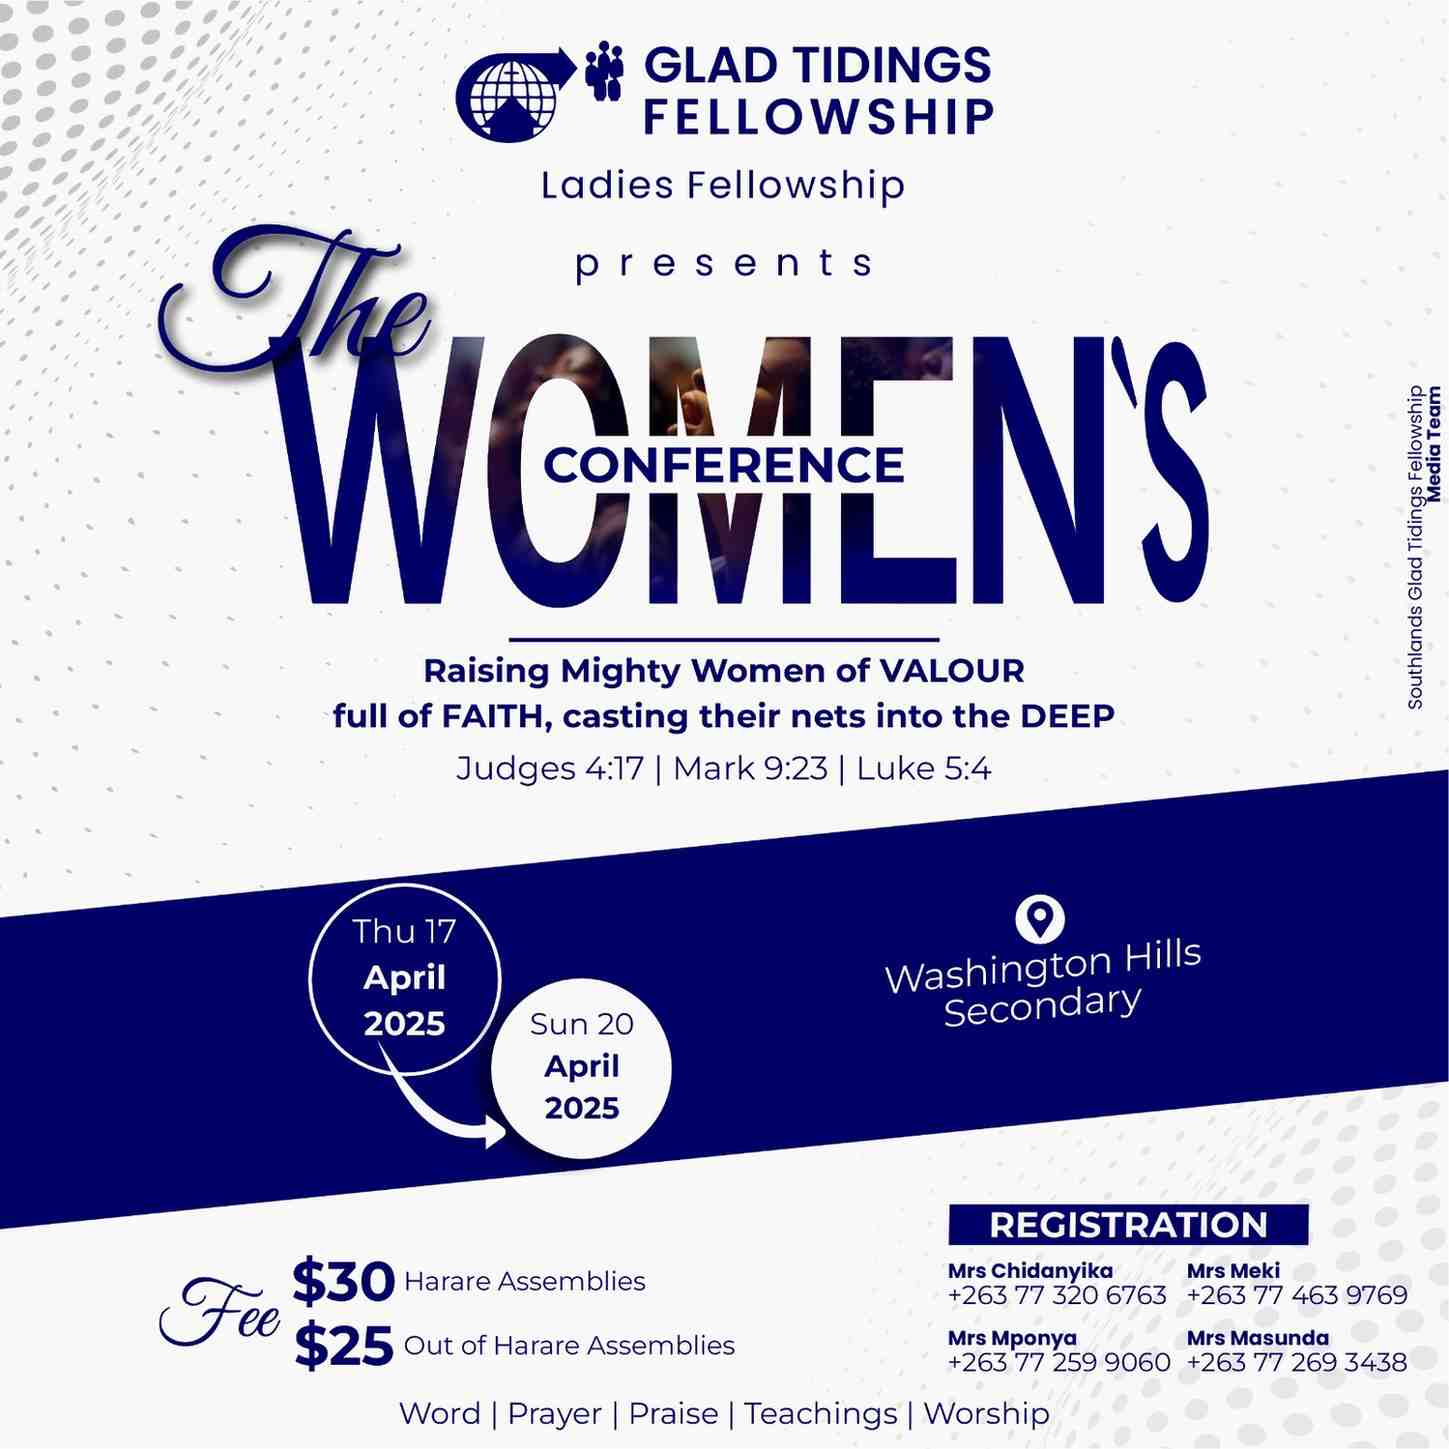 GLAD TIDINGS
FELLOWSHIP
Ladies Fellowship
presents
The
WOMEN`S
CONFERENCE
Raising Mighty Women of VALOUR
full of FAITH, casting their nets into the DEEP
Judges 4:17 | Mark 9:23 | Luke 5:4
Southlands Glad Tidings Fellowship
Media Team
Thu 17
April
2025
Sun 20
April
2025
Washington Hills
Secondary
Fee
$30 Harare Assemblies
$25 Out of Harare Assemblies
REGISTRATION
Mrs Chidanyika
+263 77 320 6763
Mrs Meki
+263 77 463 9769
Mrs Mponya
+263 77 259 9060
Mrs Masunda
+263 77 269 3438
Word | Prayer | Praise | Teachings | Worship